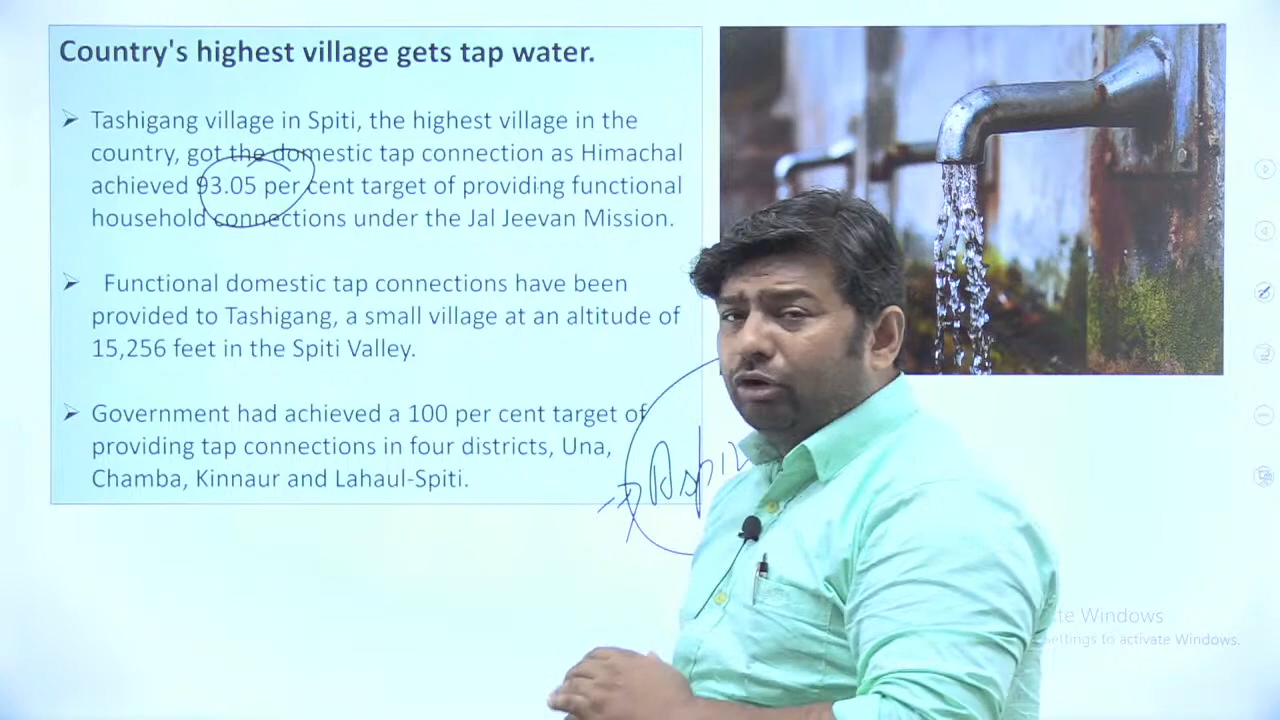 Country's highest village gets tap water.
Tashigang village in Spiti, the highest village in the
country, got the domestic tap connection as Himachal
achieved 93.05 per cent target of providing functional
household connections under the Jal Jeevan Mission.
Functional domestic tap connections have been
provided to Tashigang, a small village at an altitude of
15,256 feet in the Spiti Valley.
Government had achieved a 100 per cent target of
providing tap connections in four districts, Una,
Chamba, Kinnaur and Lahaul-Spiti.
Windows
to activate Windows.